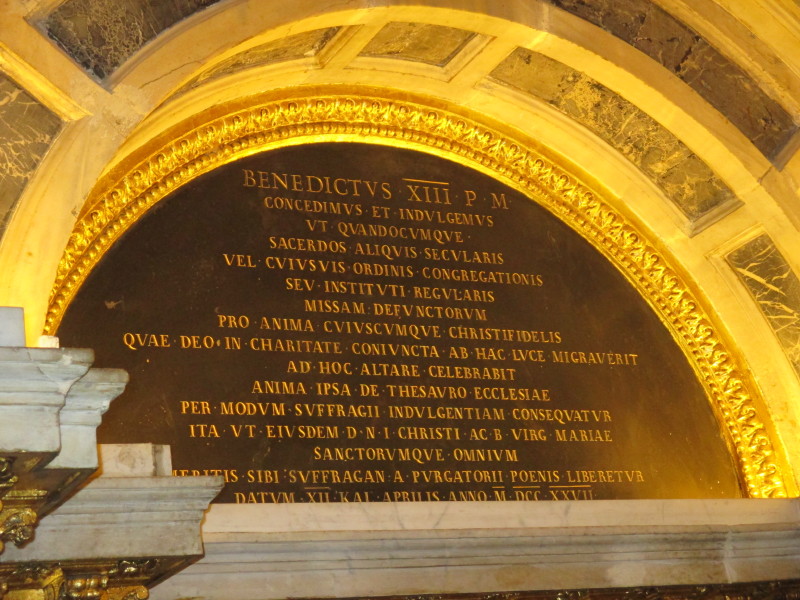 BENEDICTVS · XIII · P · M
CONCEDIMVS · ET · INDVLGEMVS
VT · QVANDOCVMQVE ·
SACERDOS · ALIQVIS · SECVLARIS
VEL · CVIVSVIS · ORDINIS · CONGREGATIONIS
SEV · INSTITVTI · REGVLARIS
MISSAM · DEFVNCTORVM
PRO · ANIMA · CVIVSCVMQVE · CHRISTIFIDELIS
QVAE · DEO · IN · CHARITATE · CONIVNCTA · AB · HAC · LVCE · MIGRAVERIT
AD · HOC · ALTARE · CELEBRABIT
ANIMA · IPSA · DE · THESAVRO · ECCLESIAE
PER · MODVM · SVFFRAGII · INDVLGENTIAM · CONSEQVATVR
ITA · VT · EIVSDEM · D · N · I · CHRISTI · AC · B · VIRG · MARIAE
SANCTORVMQVE · OMNIVM
MERITIS · SIBI · SVFFRAGAN · A · PVRGATORII · POENIS · LIBERETVR
DATVM · XII · KAL · APRILIS · ANNO · M · DCC · XXVII